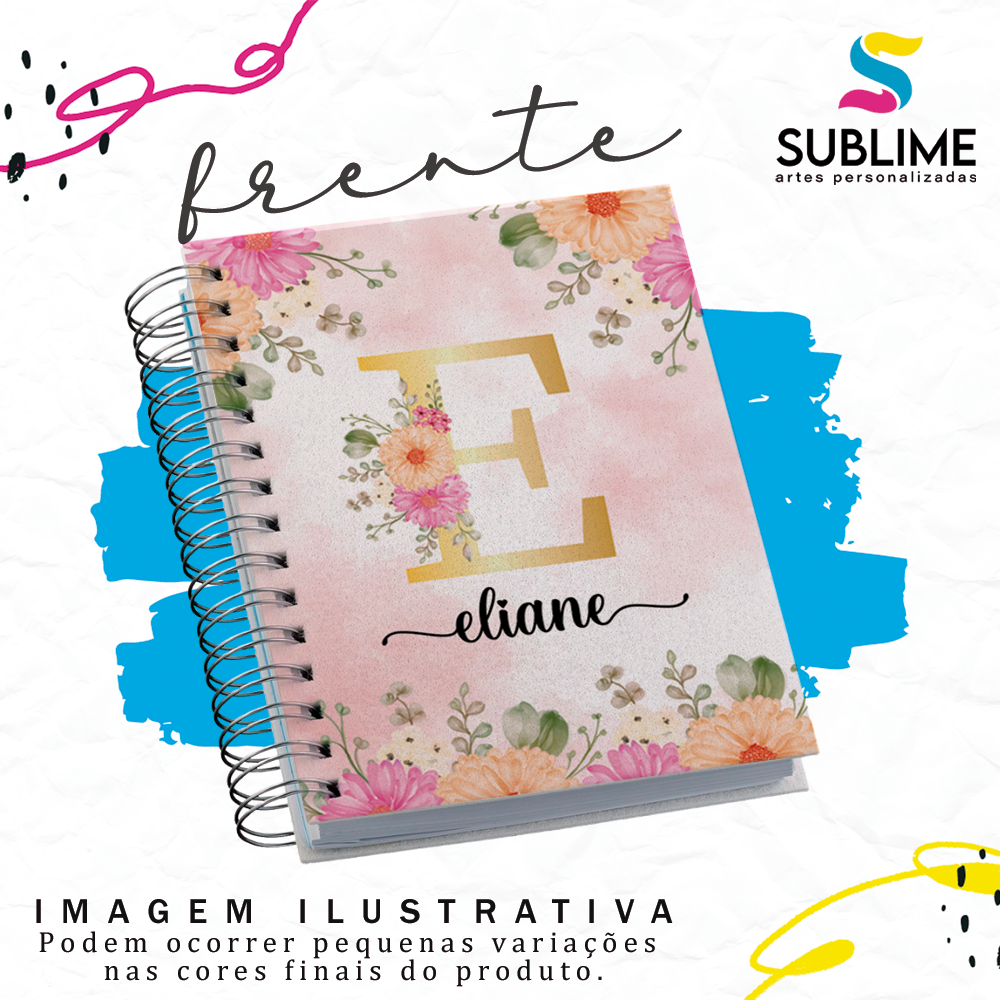 frente
SUBLIME
artes personalizadas
E
eliane
IMAGEM ILUSTRATIVA
Podem ocorrer pequenas variações
nas cores finais do produto.